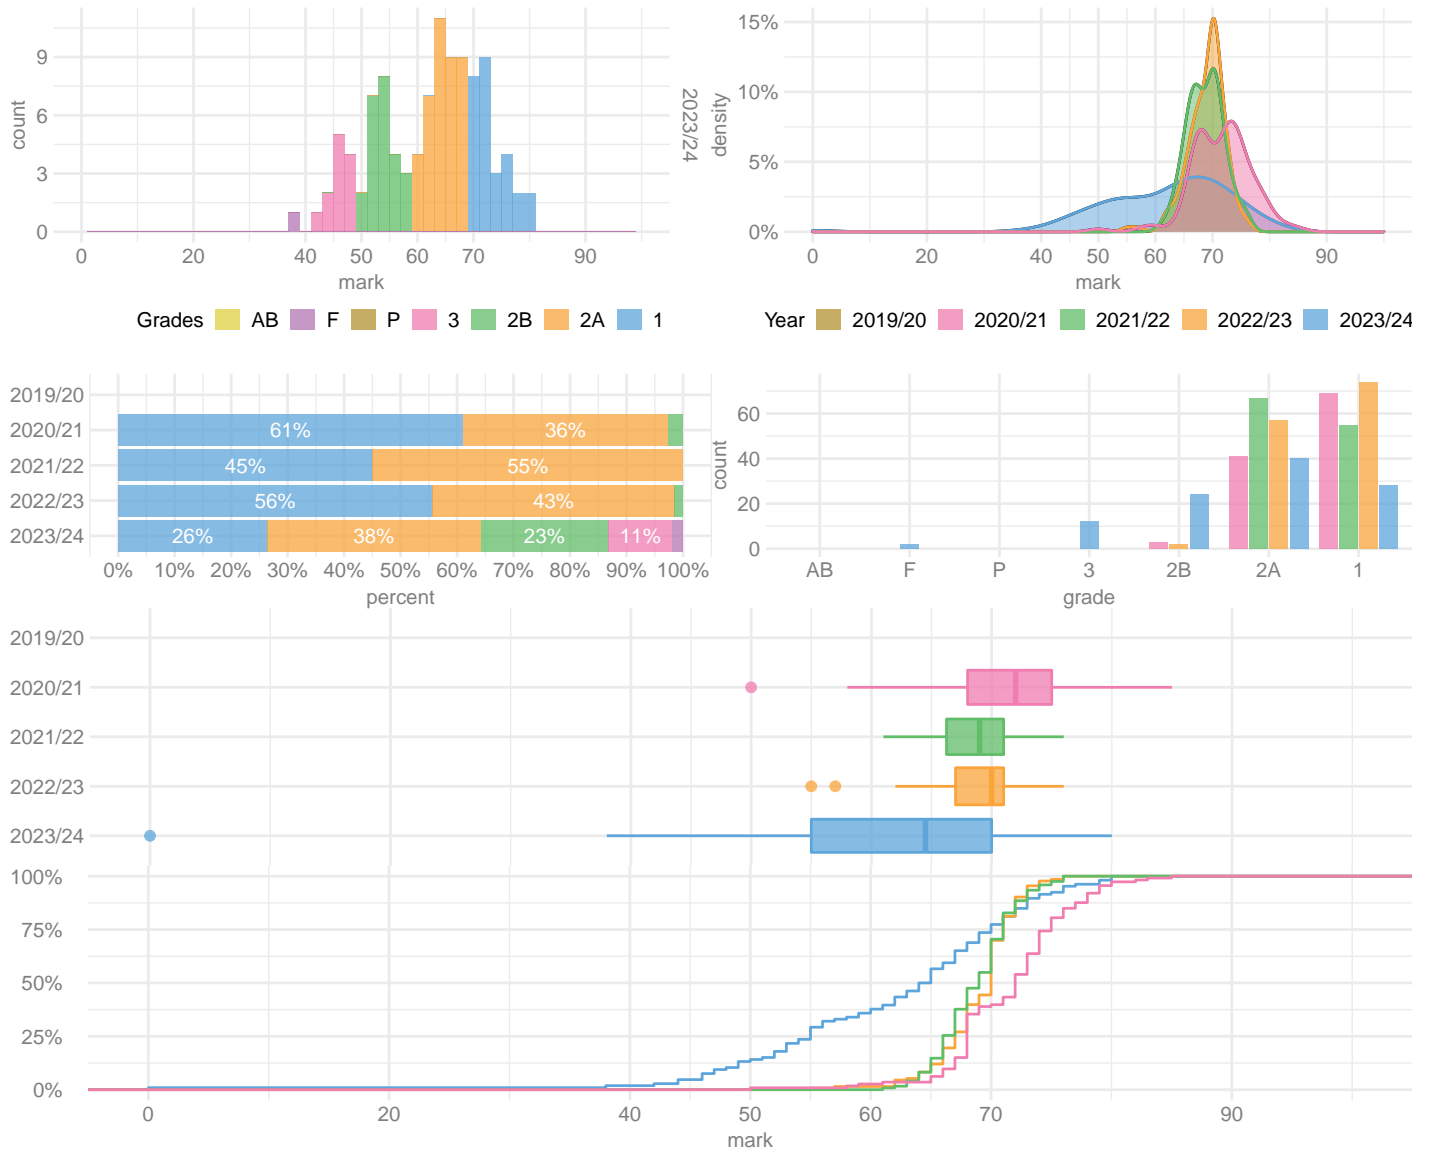 9
6
3
0
count
0
20
40
50
60
70
90
mark
2023/24
15%
10%
5%
0%
density
0
20
40
50
60
70
90
mark
Grades AB F P 3 2B 2A 1
Year 2019/20 2020/21 2021/22 2022/23 2023/24
2019/20
2020/21 61% 36%
2021/22 45% 55%
2022/23 56% 43%
2023/24 26% 38% 23% 11%
0% 10% 20% 30% 40% 50% 60% 70% 80% 90% 100%
percent
60
40
20
0
count
AB F P 3 2B 2A 1
grade
2019/20
2020/21
2021/22
2022/23
2023/24
100%
75%
50%
25%
0%
0 20 40 50 60 70 90
mark